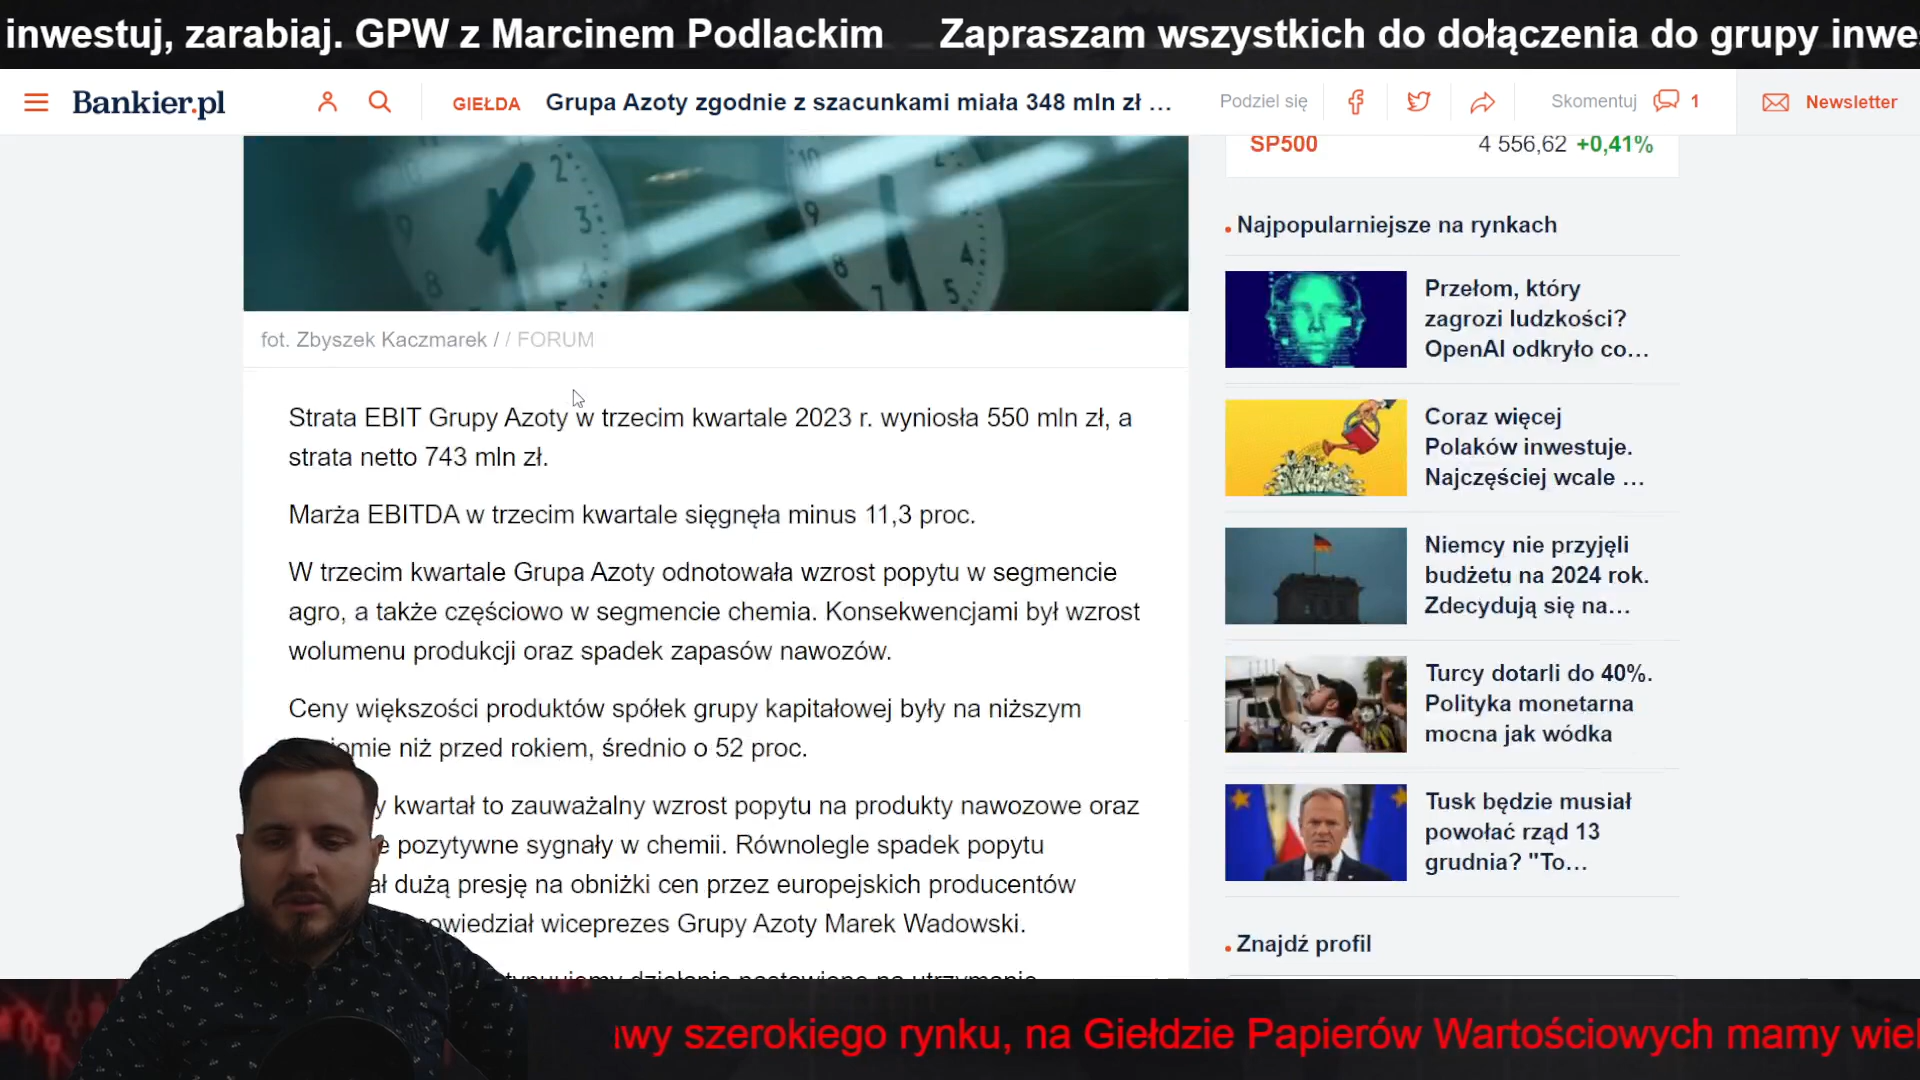 inwestuj, zarabiaj. GPW z Marcinem Podlackim Zapraszam wszystkich do dołączenia do grupy
Bankier.pl GIEŁDA Grupa Azoty zgodnie z szacunkami miała 348 mln zł ... Podziel się Skomentuj 1 Newsletter
SP500 4 556,62 +0,41%
fot. Zbyszek Kaczmarek / / FORUM
Strata EBIT Grupy Azoty w trzecim kwartale 2023 r. wyniosła 550 mln zł, a
strata netto 743 mln zł.
Marża EBITDA w trzecim kwartale sięgnęła minus 11,3 proc.
W trzecim kwartale Grupa Azoty odnotowała wzrost popytu w segmencie
agro, a także częściowo w segmencie chemia. Konsekwencjami był wzrost
wolumenu produkcji oraz spadek zapasów nawozów.
Ceny większości produktów spółek grupy kapitałowej były na niższym
niż przed rokiem, średnio o 52 proc.
kwartał to zauważalny wzrost popytu na produkty nawozowe oraz
pozytywne sygnały w chemii. Równolegle spadek popytu
dużą presję na obniżki cen przez europejskich producentów
wiceprezes Grupy Azoty Marek Wadowski.
działania nastawione na utrzymanie
Najpopularniejsze na rynkach
Przełom, który
zagrozi ludzkości?
OpenAI odkryło co...
Coraz więcej
Polaków inwestuje.
Najczęściej wcale ...
Niemcy nie przyjęli
budżetu na 2024 rok.
Zdecydują się na...
Turcy dotarli do 40%.
Polityka monetarna
mocna jak wódka
Tusk będzie musiał
powołać rząd 13
grudnia? "To...
Znajdź profil
szerokiego rynku, na Giełdzie Papierów Wartościowych mamy